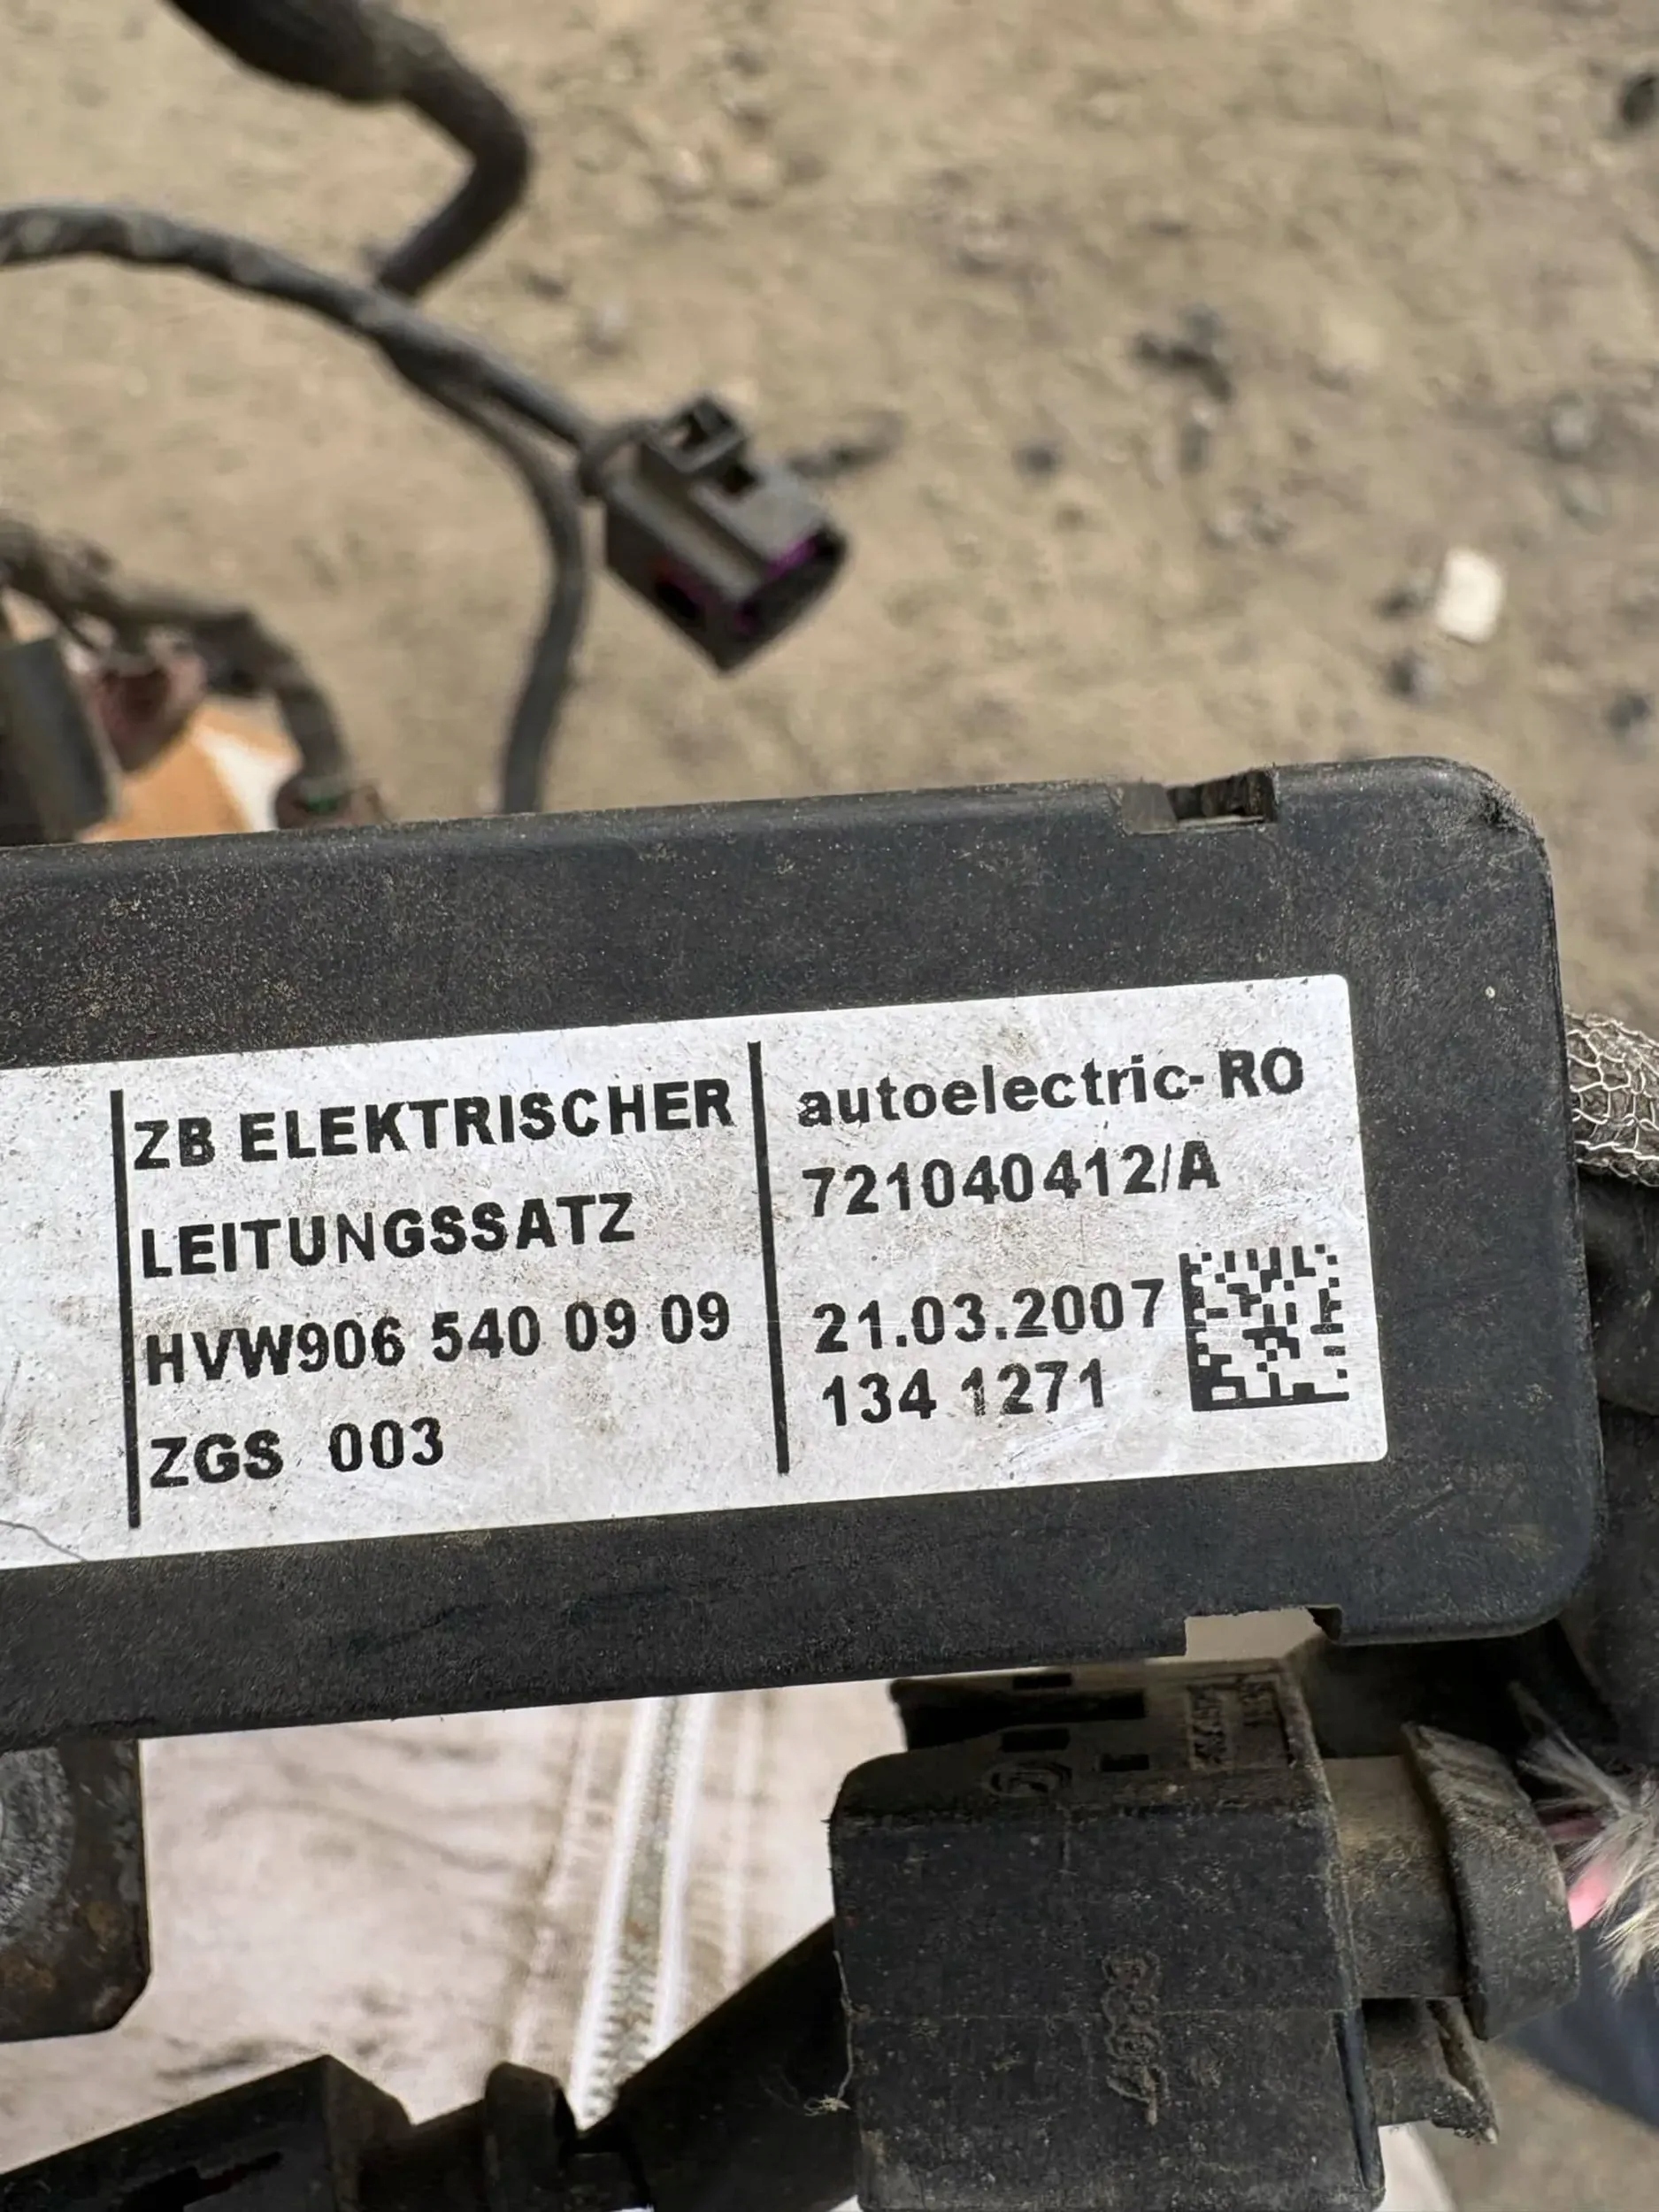 ZB ELEKTRISCHER
LEITUNGSSATZ
HVW906 540 09 09
ZGS 003
autoelectric-RO
721040412/A
21.03.2007
134 1271